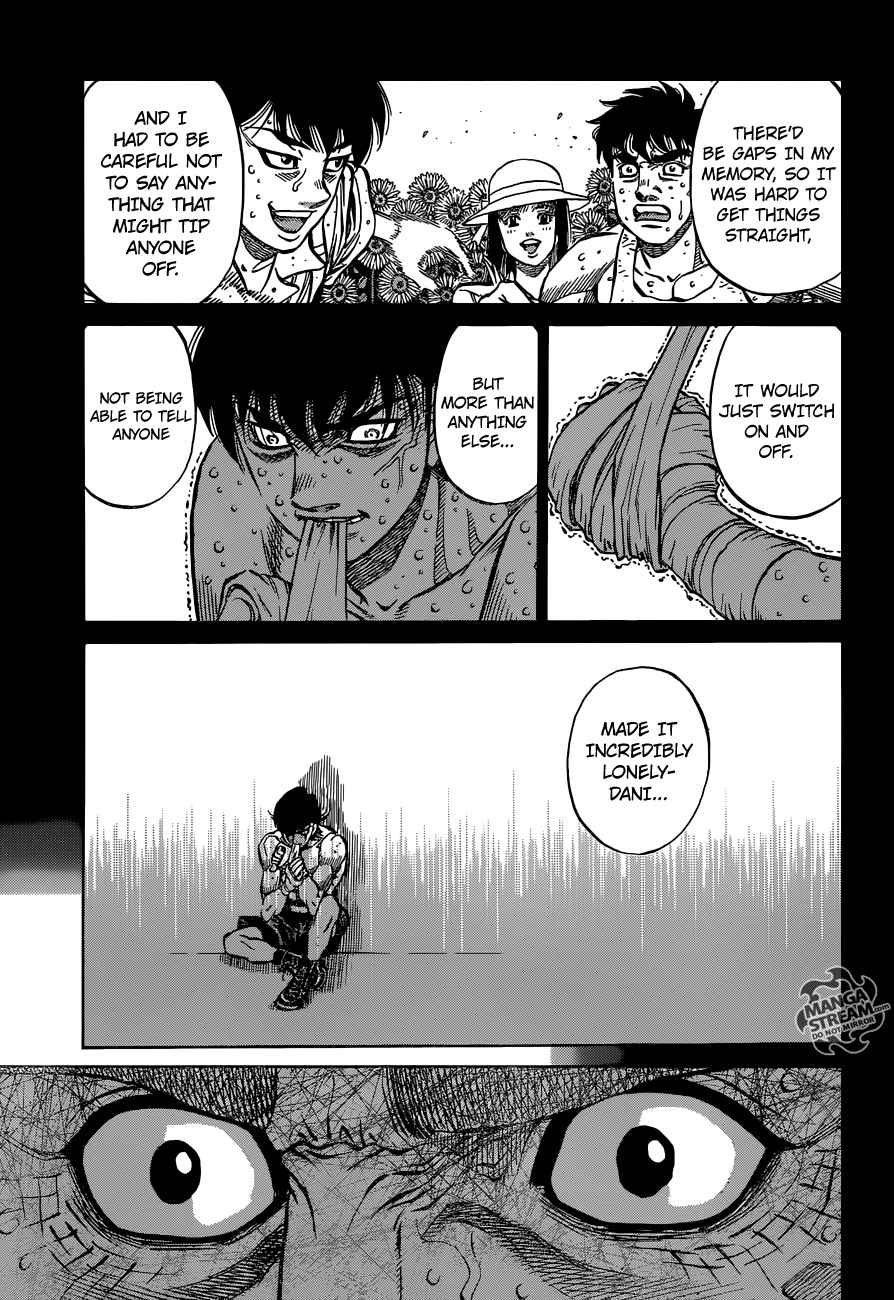 THERE'D
BE GAPS IN MY
MEMORY, SO IT
WAS HARD TO
GET THINGS
STRAIGHT,
AND I
HAD TO BE
CAREFUL NOT
TO SAY ANY-
THING THAT
MIGHT TIP
ANYONE
OFF.
IT WOULD
JUST SWITCH
ON AND
OFF.
BUT
MORE THAN
ANYTHING
ELSE...
NOT BEING
ABLE TO TELL
ANYONE
MADE IT
INCREDIBLY
LONELY-
DANI...
MANGA
STREAM.com
DO NOT MIRROR